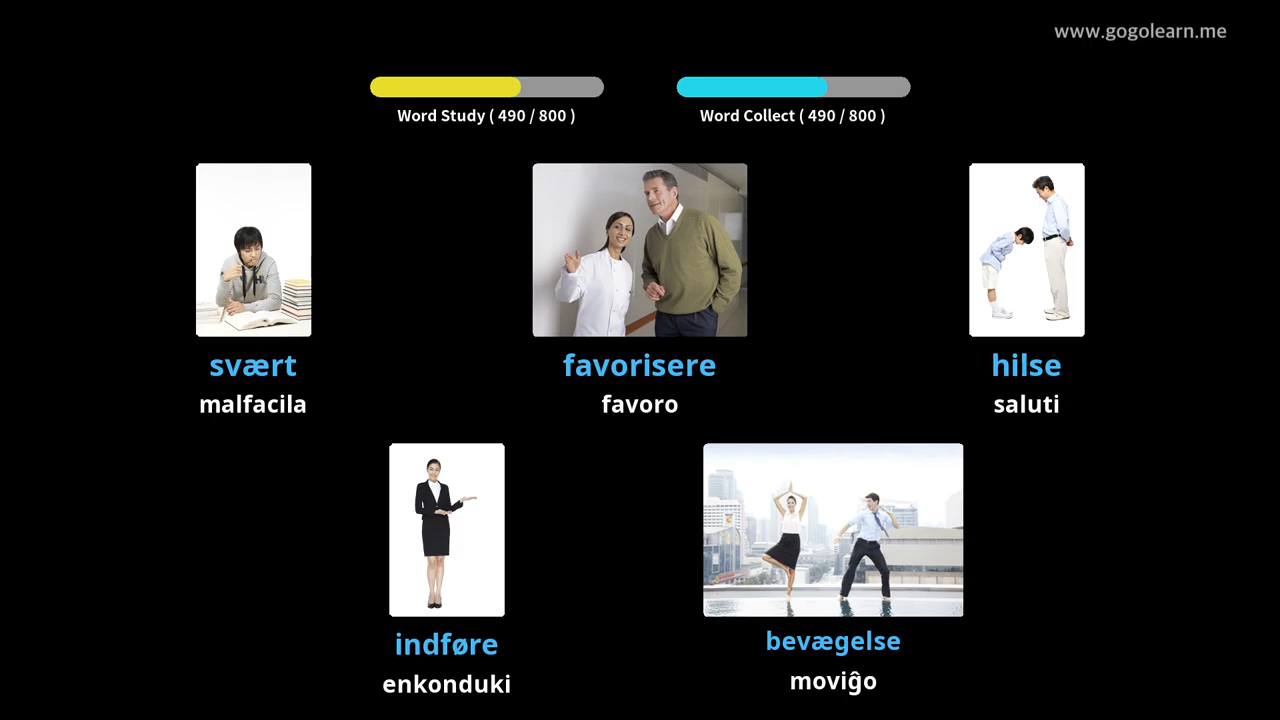 www.gogolearn.me
Word Study ( 490 / 800 )
Word Collect ( 490 / 800 )
svært
malfacila
favorisere
favoro
hilse
saluti
indføre
enkonduki
bevægelse
moviĝo